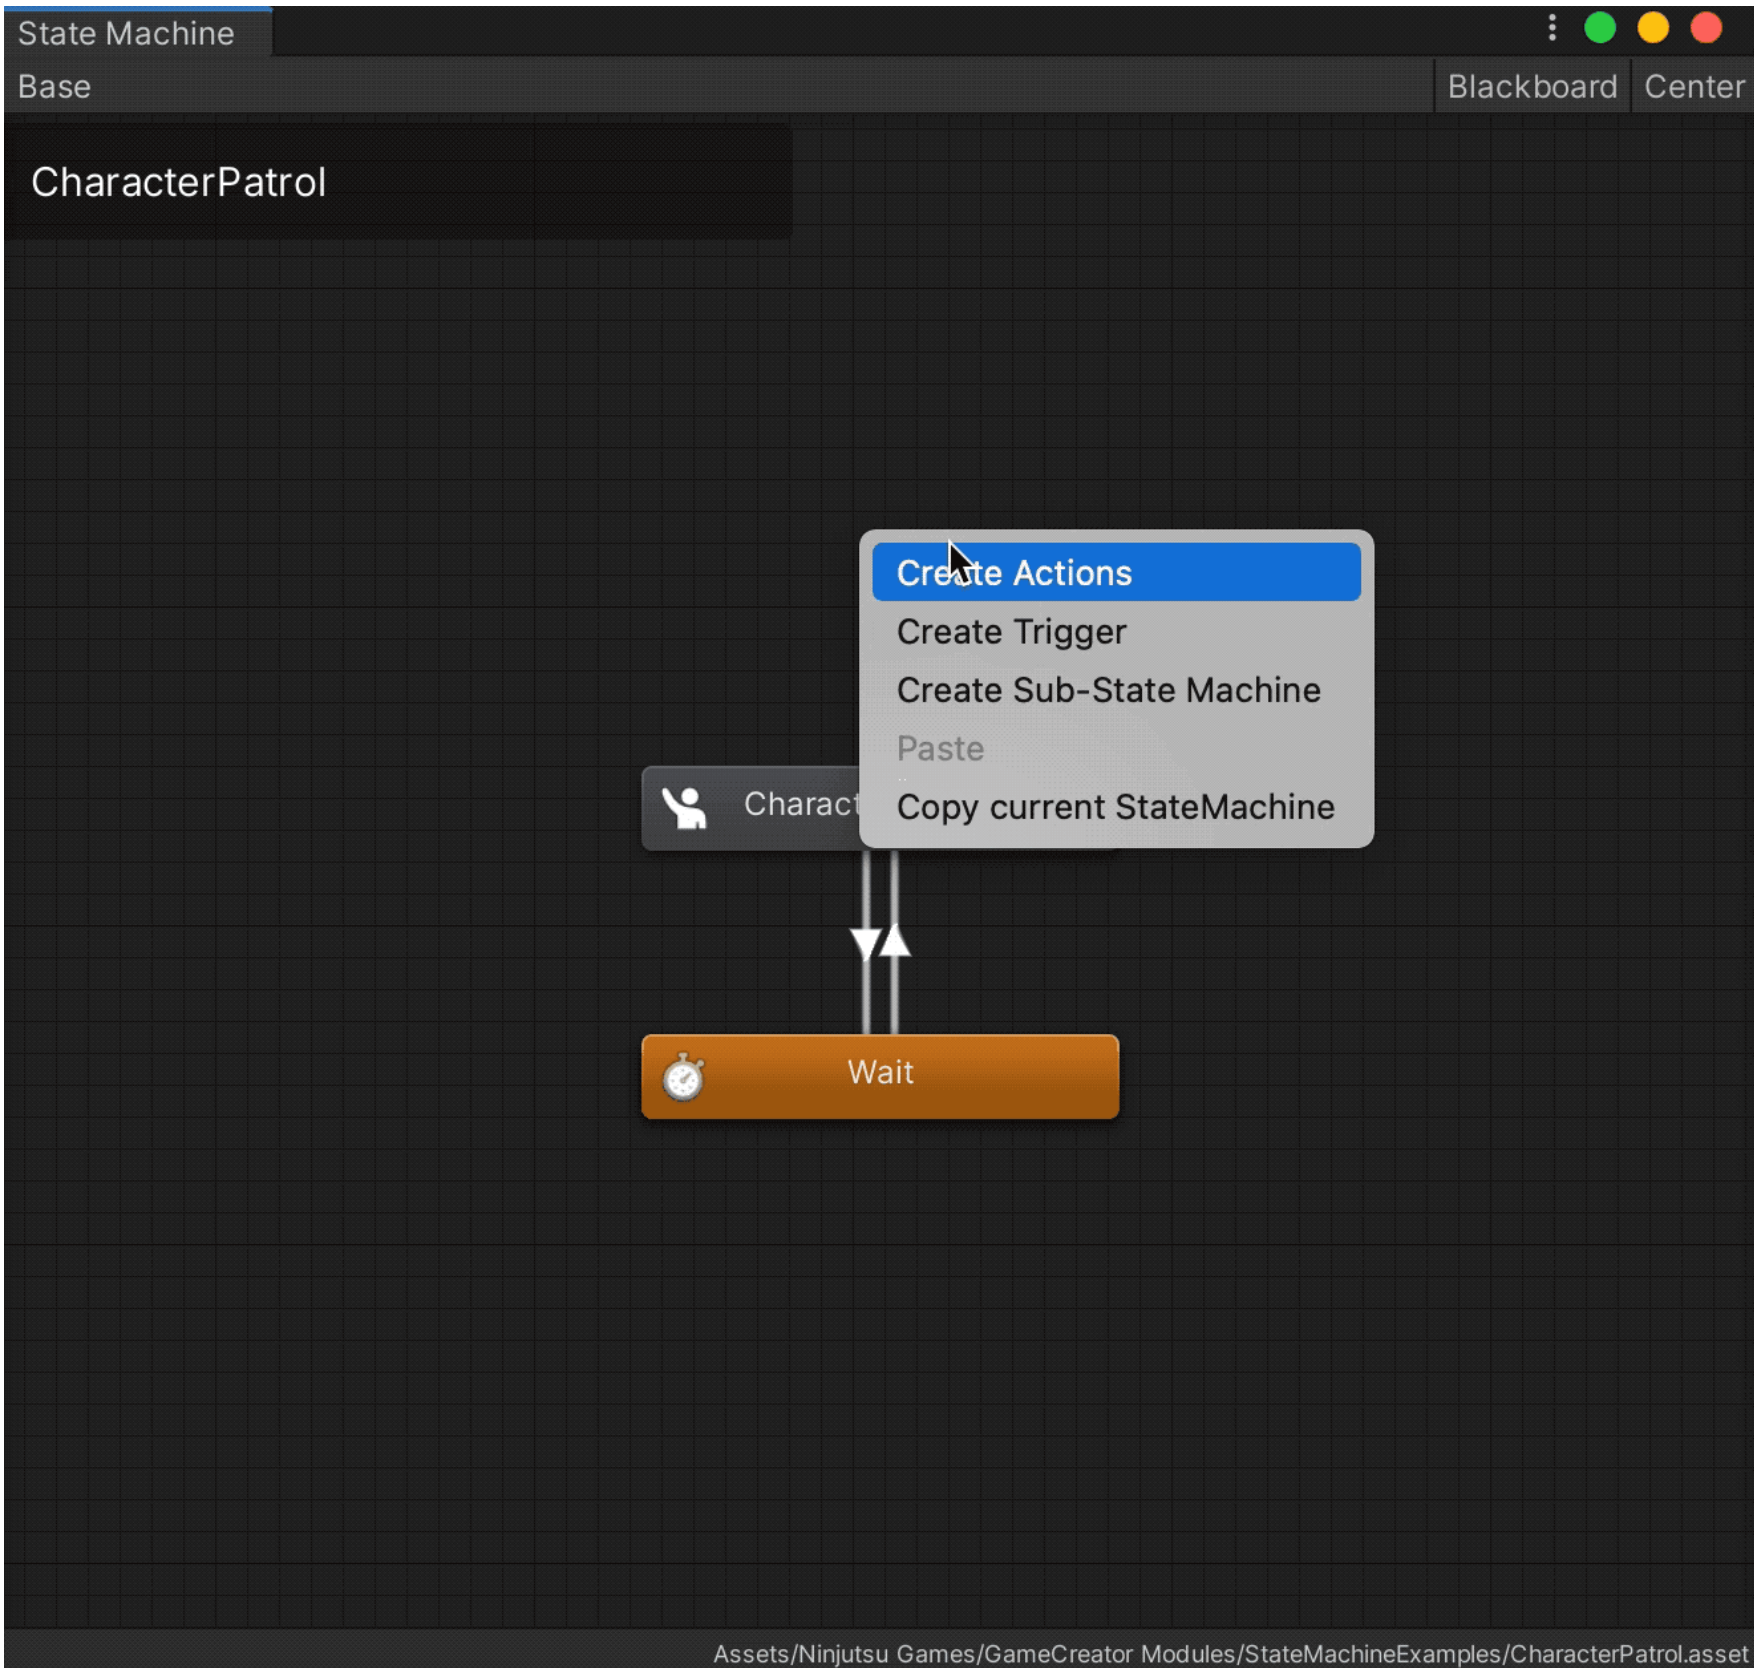 State Machine
Base
Blackboard
Center
CharacterPatrol
Create Actions
Create Trigger
Create Sub-State Machine
Paste
Charact
Copy current StateMachine
Wait
Assets/Ninjutsu Games/GameCreator Modules/StateMachineExamples/CharacterPatrol.asset